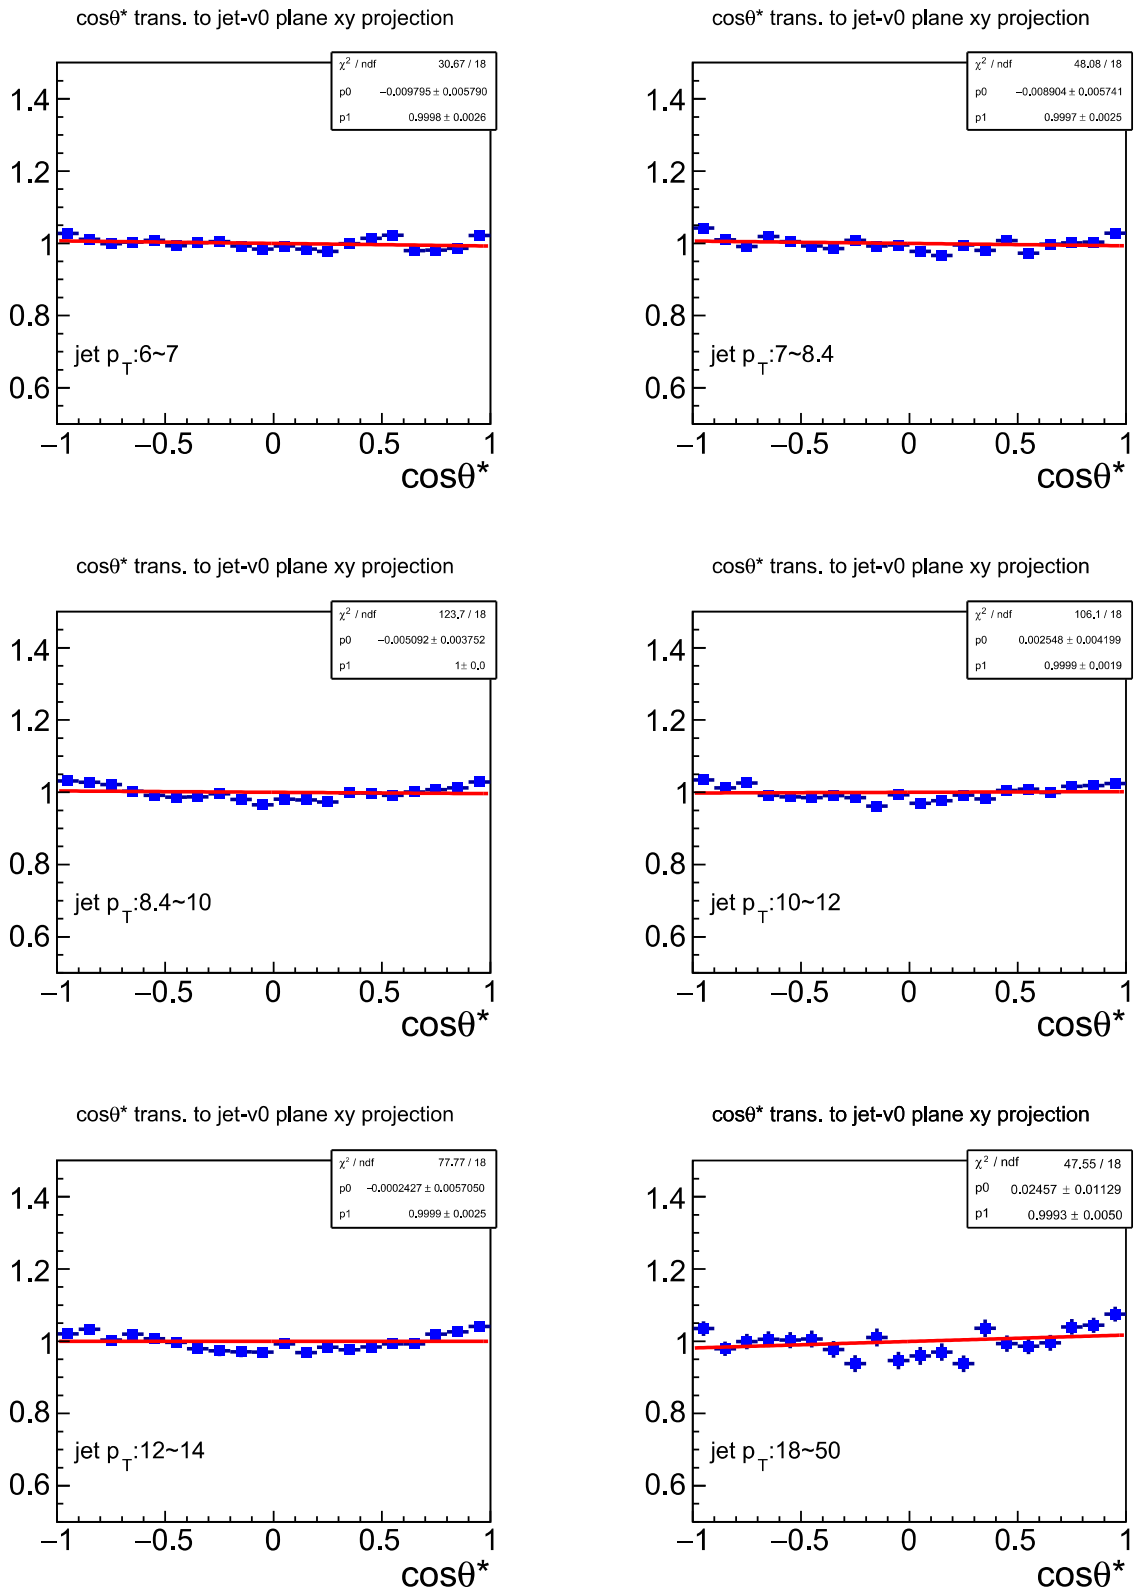 cosθ* trans. to jet-v0 plane xy projection
χ² / ndf 30.67 / 18
p0 −0.009795 ± 0.005790
p1 0.9998 ± 0.0026
1.4
1.2
1
0.8
0.6
jet p_T:6~7
−1 −0.5 0 0.5 1
cosθ*
cosθ* trans. to jet-v0 plane xy projection
χ² / ndf 48.08 / 18
p0 −0.008904 ± 0.005741
p1 0.9997 ± 0.0025
1.4
1.2
1
0.8
0.6
jet p_T:7~8.4
−1 −0.5 0 0.5 1
cosθ*
cosθ* trans. to jet-v0 plane xy projection
χ² / ndf 123.7 / 18
p0 −0.005092 ± 0.003752
p1 1± 0.0
1.4
1.2
1
0.8
0.6
jet p_T:8.4~10
−1 −0.5 0 0.5 1
cosθ*
cosθ* trans. to jet-v0 plane xy projection
χ² / ndf 106.1 / 18
p0 0.002548 ± 0.004199
p1 0.9999 ± 0.0019
1.4
1.2
1
0.8
0.6
jet p_T:10~12
−1 −0.5 0 0.5 1
cosθ*
cosθ* trans. to jet-v0 plane xy projection
χ² / ndf 77.77 / 18
p0 −0.0002427 ± 0.0057050
p1 0.9999 ± 0.0025
1.4
1.2
1
0.8
0.6
jet p_T:12~14
−1 −0.5 0 0.5 1
cosθ*
cosθ* trans. to jet-v0 plane xy projection
χ² / ndf 47.55 / 18
p0 0.02457 ± 0.01129
p1 0.9993 ± 0.0050
1.4
1.2
1
0.8
0.6
jet p_T:18~50
−1 −0.5 0 0.5 1
cosθ*